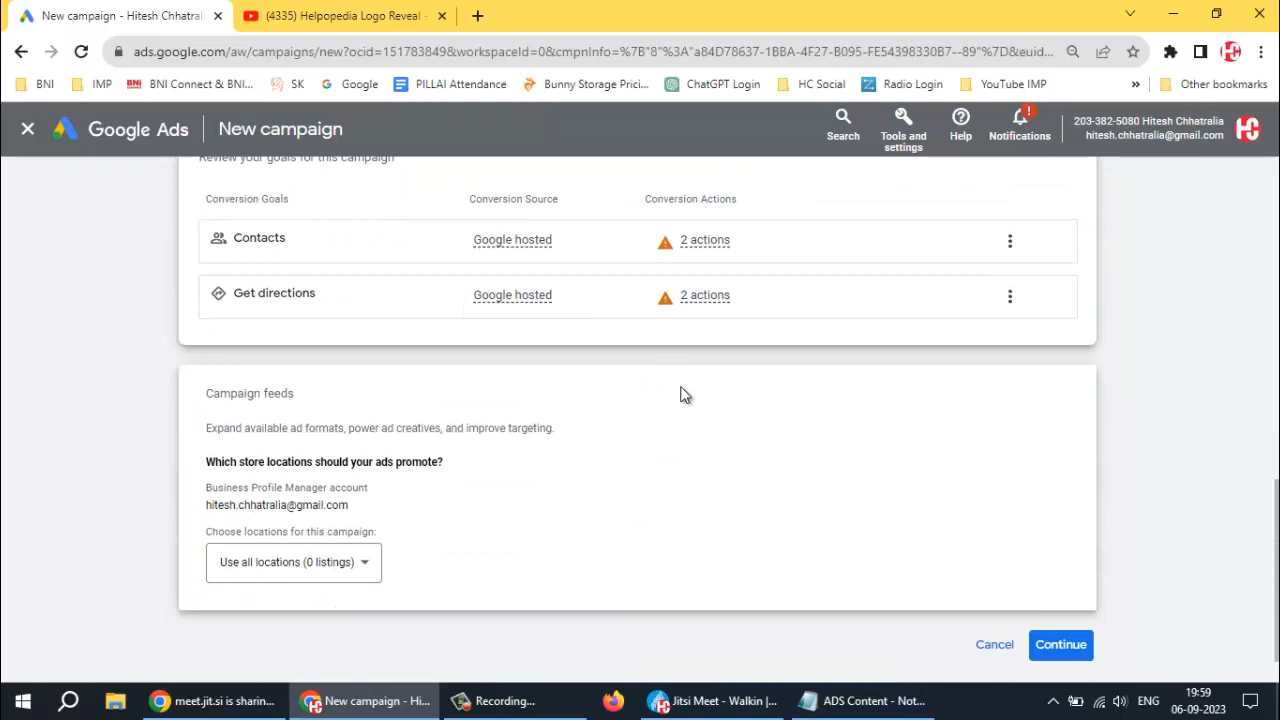 New campaign - Hitesh Chhatrali
(4335) Helpopedia Logo Reveal -
ads.google.com/aw/campaigns/new?ocid=151783849&workspaceId=0&cmpnInfo=%7B"8"%3A"a84D78637-1BBA-4F27-B095-FE54398330B7--89"%7D&euid...
BNI
IMP
BNI Connect & BNI...
SK
Google
PILLAI Attendance
Bunny Storage Prici...
ChatGPT Login
HC Social
Radio Login
YouTube IMP
»
Other bookmarks
Google Ads
New campaign
Search
Tools and settings
Help
Notifications
203-382-5080 Hitesh Chhatralia
hitesh.chhatralia@gmail.com
Review your goals for this campaign
Conversion Goals
Conversion Source
Conversion Actions
Contacts
Google hosted
2 actions
Get directions
Google hosted
2 actions
Campaign feeds
Expand available ad formats, power ad creatives, and improve targeting.
Which store locations should your ads promote?
Business Profile Manager account
hitesh.chhatralia@gmail.com
Choose locations for this campaign:
Use all locations (0 listings)
Cancel
Continue
meet.jit.si is sharin...
New campaign - Hi...
Recording...
Jitsi Meet - Walkin |...
ADS Content - Not...
ENG
19:59
06-09-2023